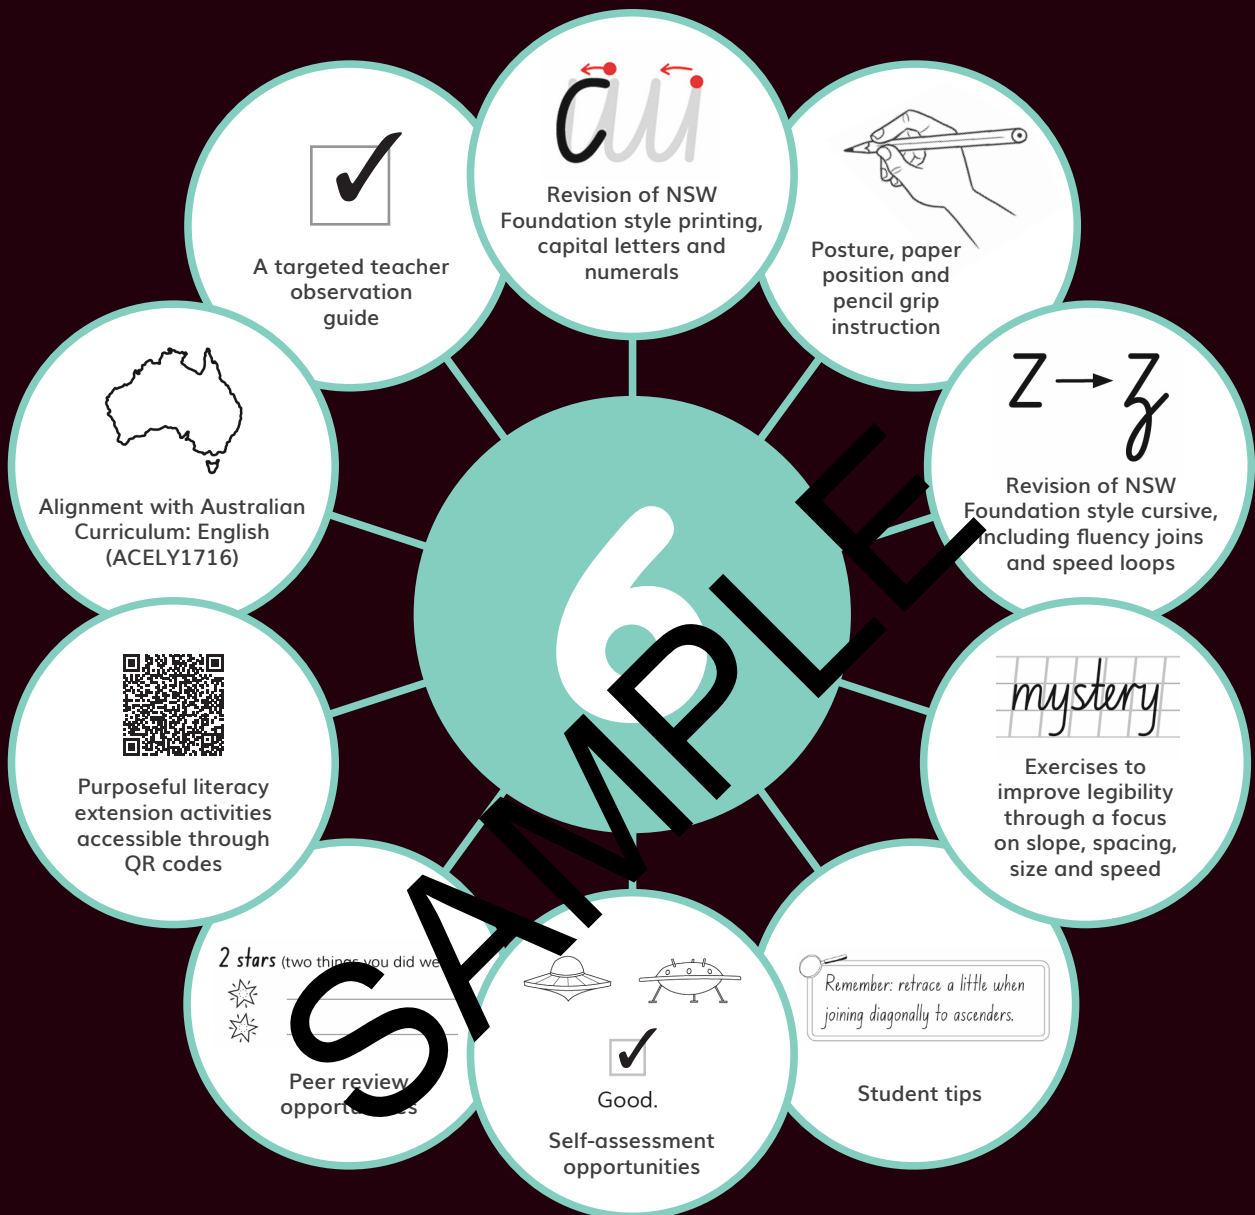 Revision of NSW
Foundation style printing,
capital letters and
numerals
Posture, paper
position and
pencil grip
instruction
Z → z
Revision of NSW
Foundation style cursive,
including fluency joins
and speed loops
mystery
Exercises to
improve legibility
through a focus
on slope, spacing,
size and speed
Remember: retrace a little when
joining diagonally to ascenders.
Student tips
Good.
Self-assessment
opportunities
2 stars (two things you did
Peer review
opportunities
Purposeful literacy
extension activities
accessible through
QR codes
Alignment with Australian
Curriculum: English
(ACELY1716)
A targeted teacher
observation
guide
6
SAMPLE